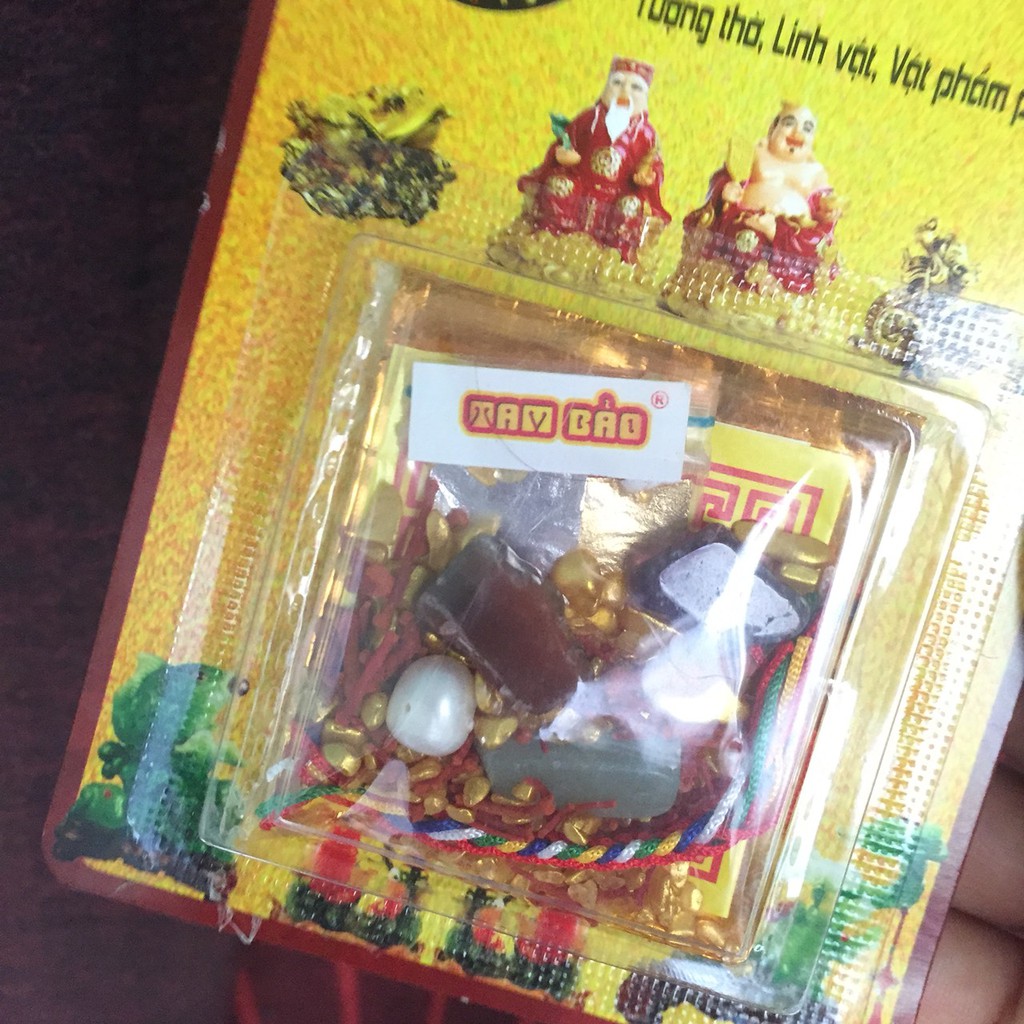 Tượng thờ, Linh vật, Vật phẩm
TAM BẢO ®